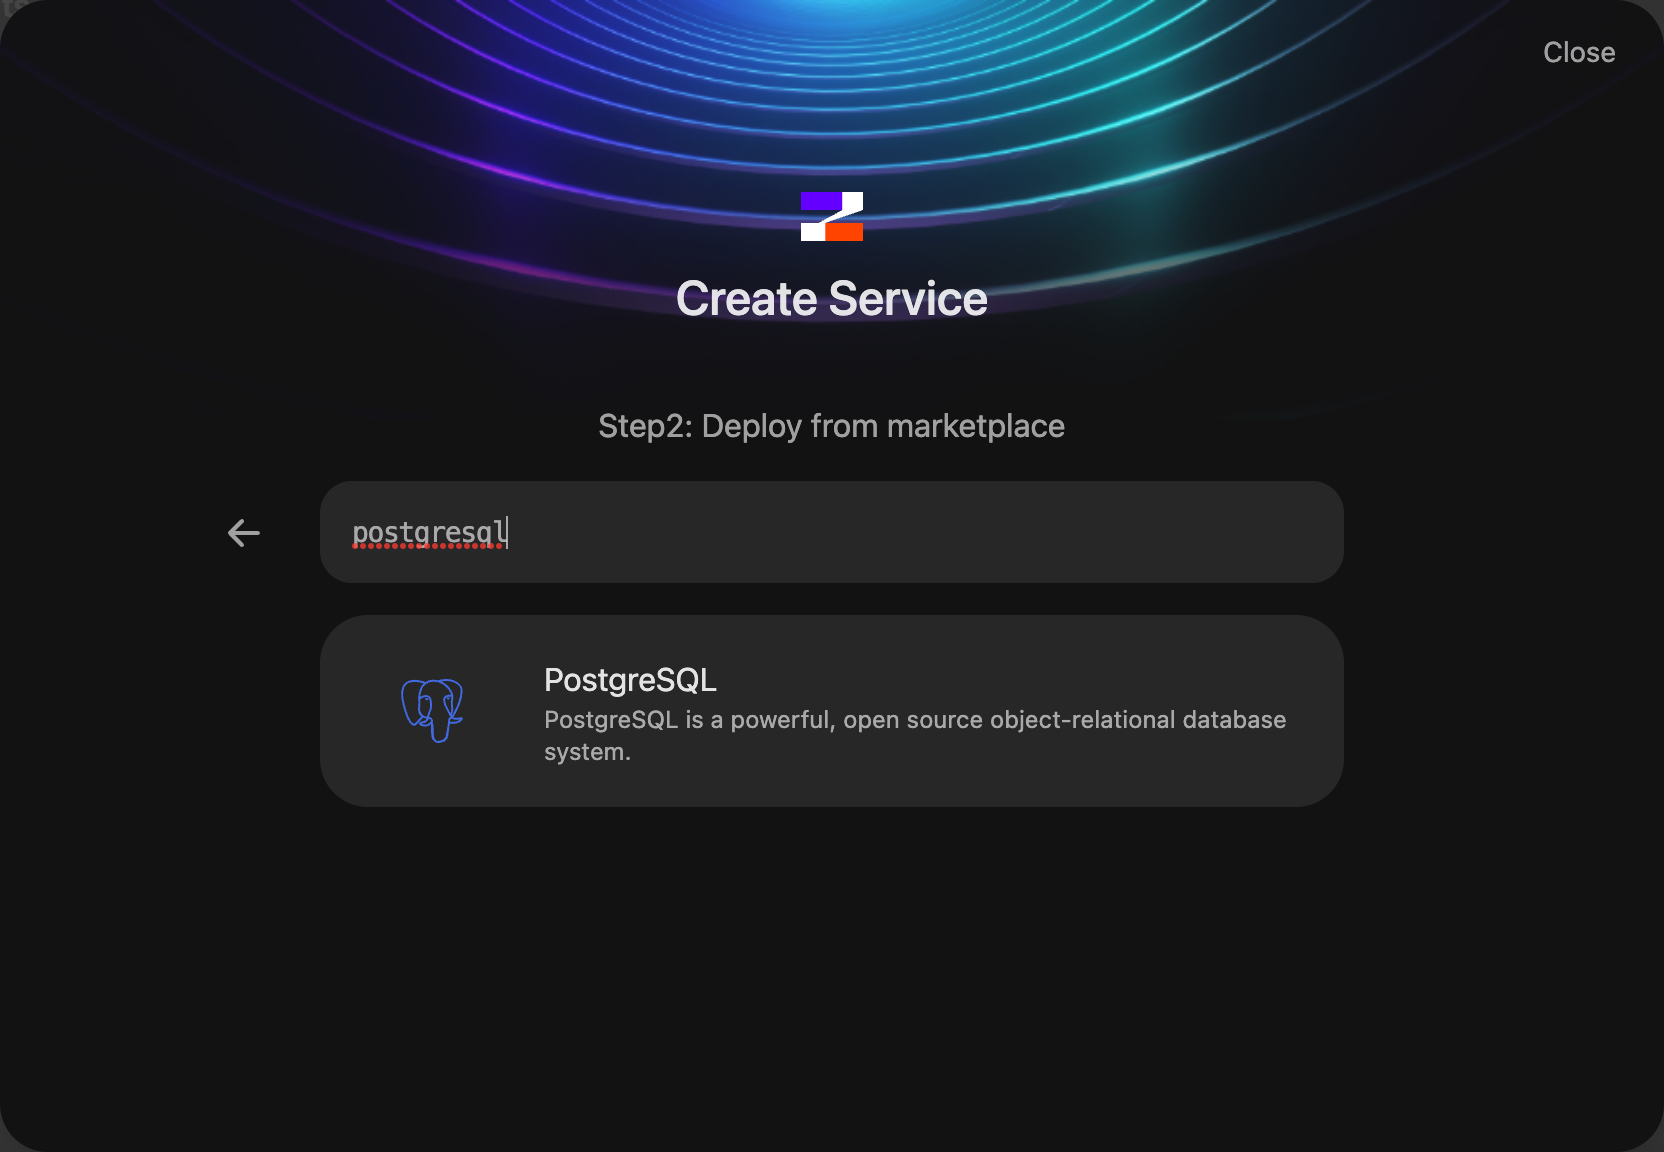 Close
Create Service
Step2: Deploy from marketplace
postgresql
PostgreSQL
PostgreSQL is a powerful, open source object-relational database
system.